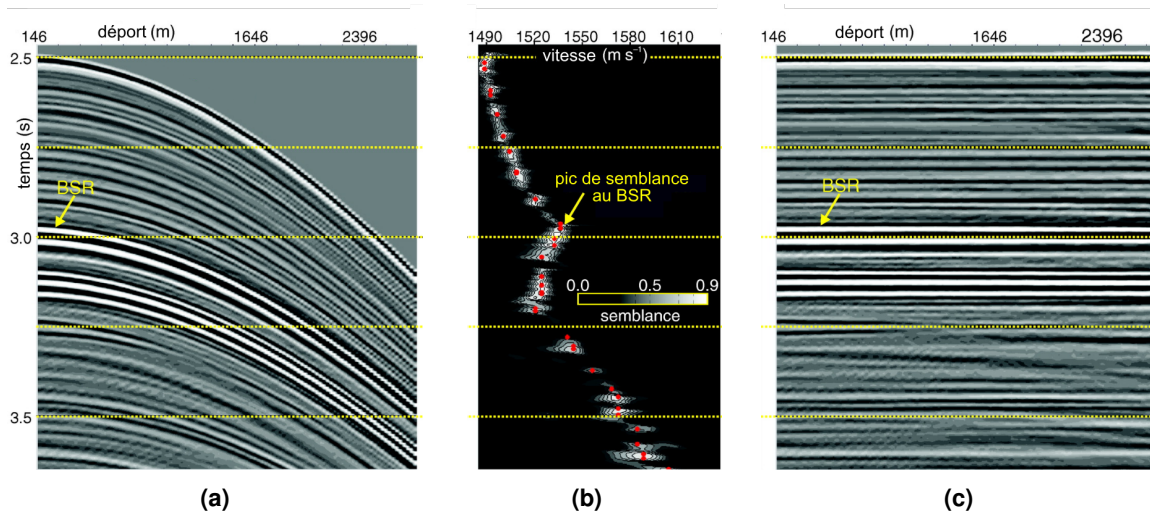 déport (m)
146 1646 2396
temps (s)
2.5
3.0
3.5
BSR
(a)
1490 1520 1550 1580 1610
vitesse (m s⁻¹)
pic de semblance
au BSR
0.0 0.5 0.9
semblance
(b)
déport (m)
146 1646 2396
BSR
(c)